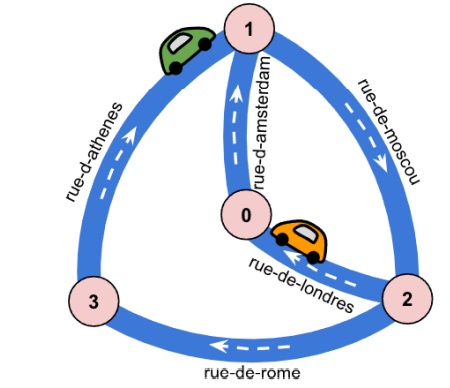 1
rue-d-athenes
rue-d-amsterdam
rue-de-moscou
0
rue-de-londres
3
2
rue-de-rome